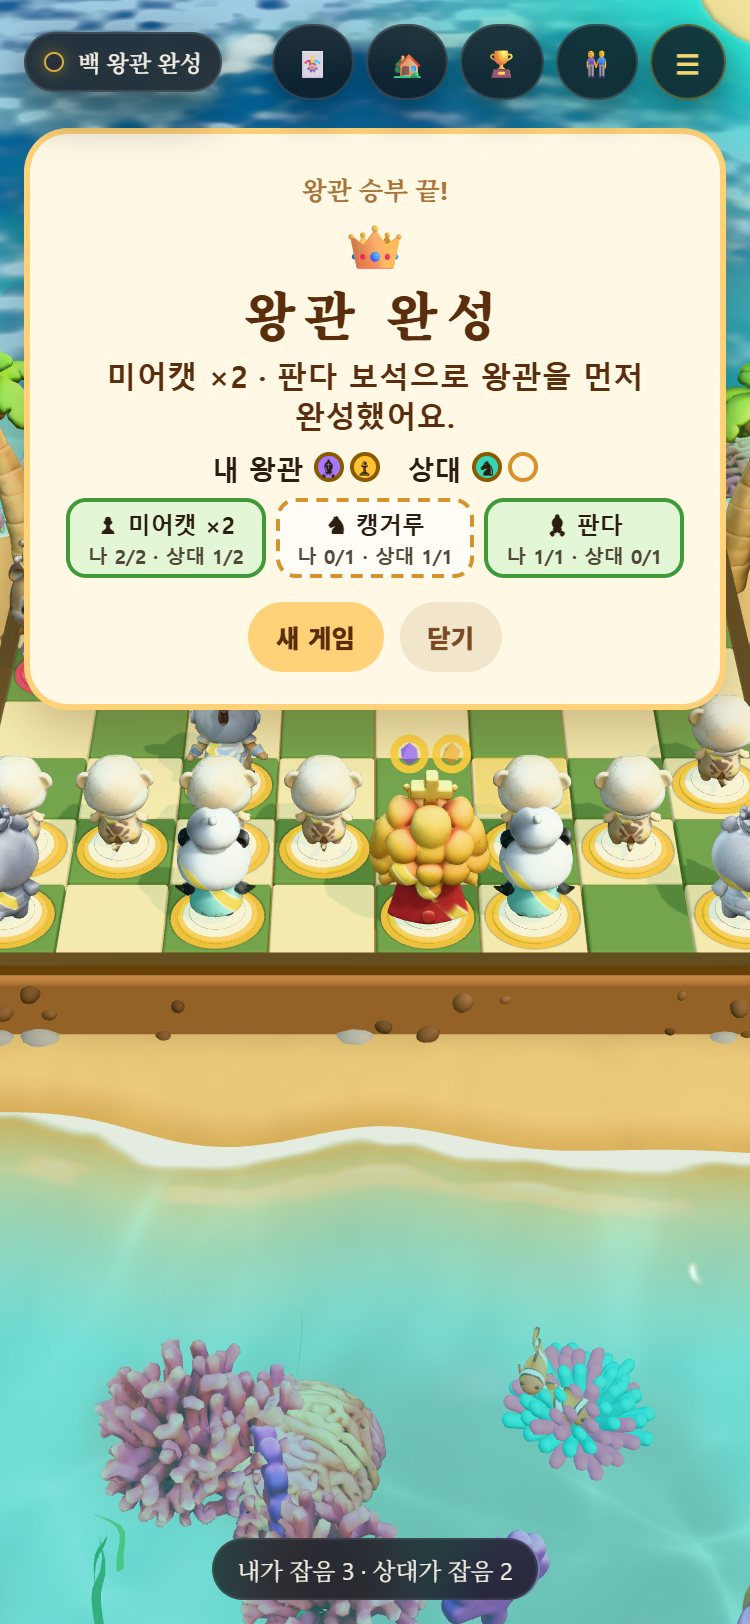 백 왕관 완성
왕관 승부 끝!
왕관 완성
미어캣 ×2 · 판다 보석으로 왕관을 먼저
완성했어요.
내 왕관 상대
미어캣 ×2
나 2/2 · 상대 1/2
캥거루
나 0/1 · 상대 1/1
판다
나 1/1 · 상대 0/1
새 게임 닫기
내가 잡음 3 · 상대가 잡음 2